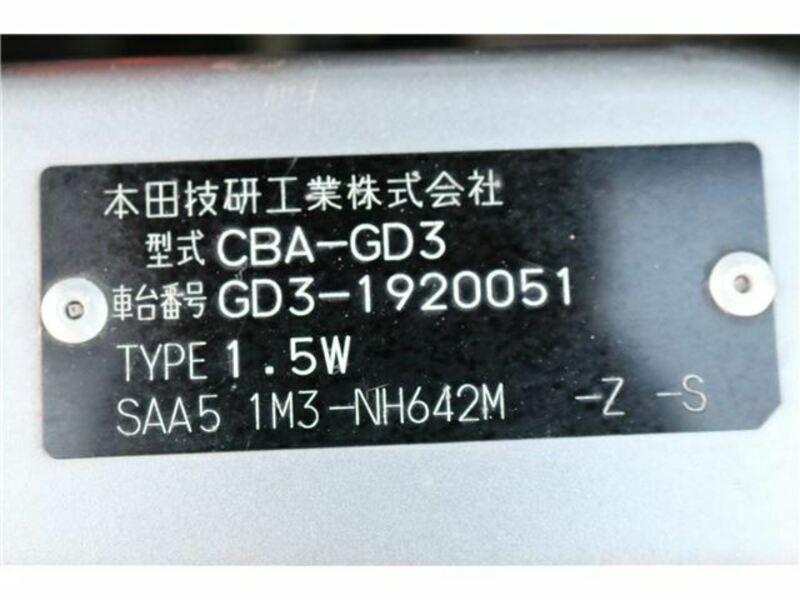 本田技研工業株式会社
型式 CBA-GD3
車台番号 GD3-1920051
TYPE 1.5W
SAA5 1M3-NH642M -Z -S